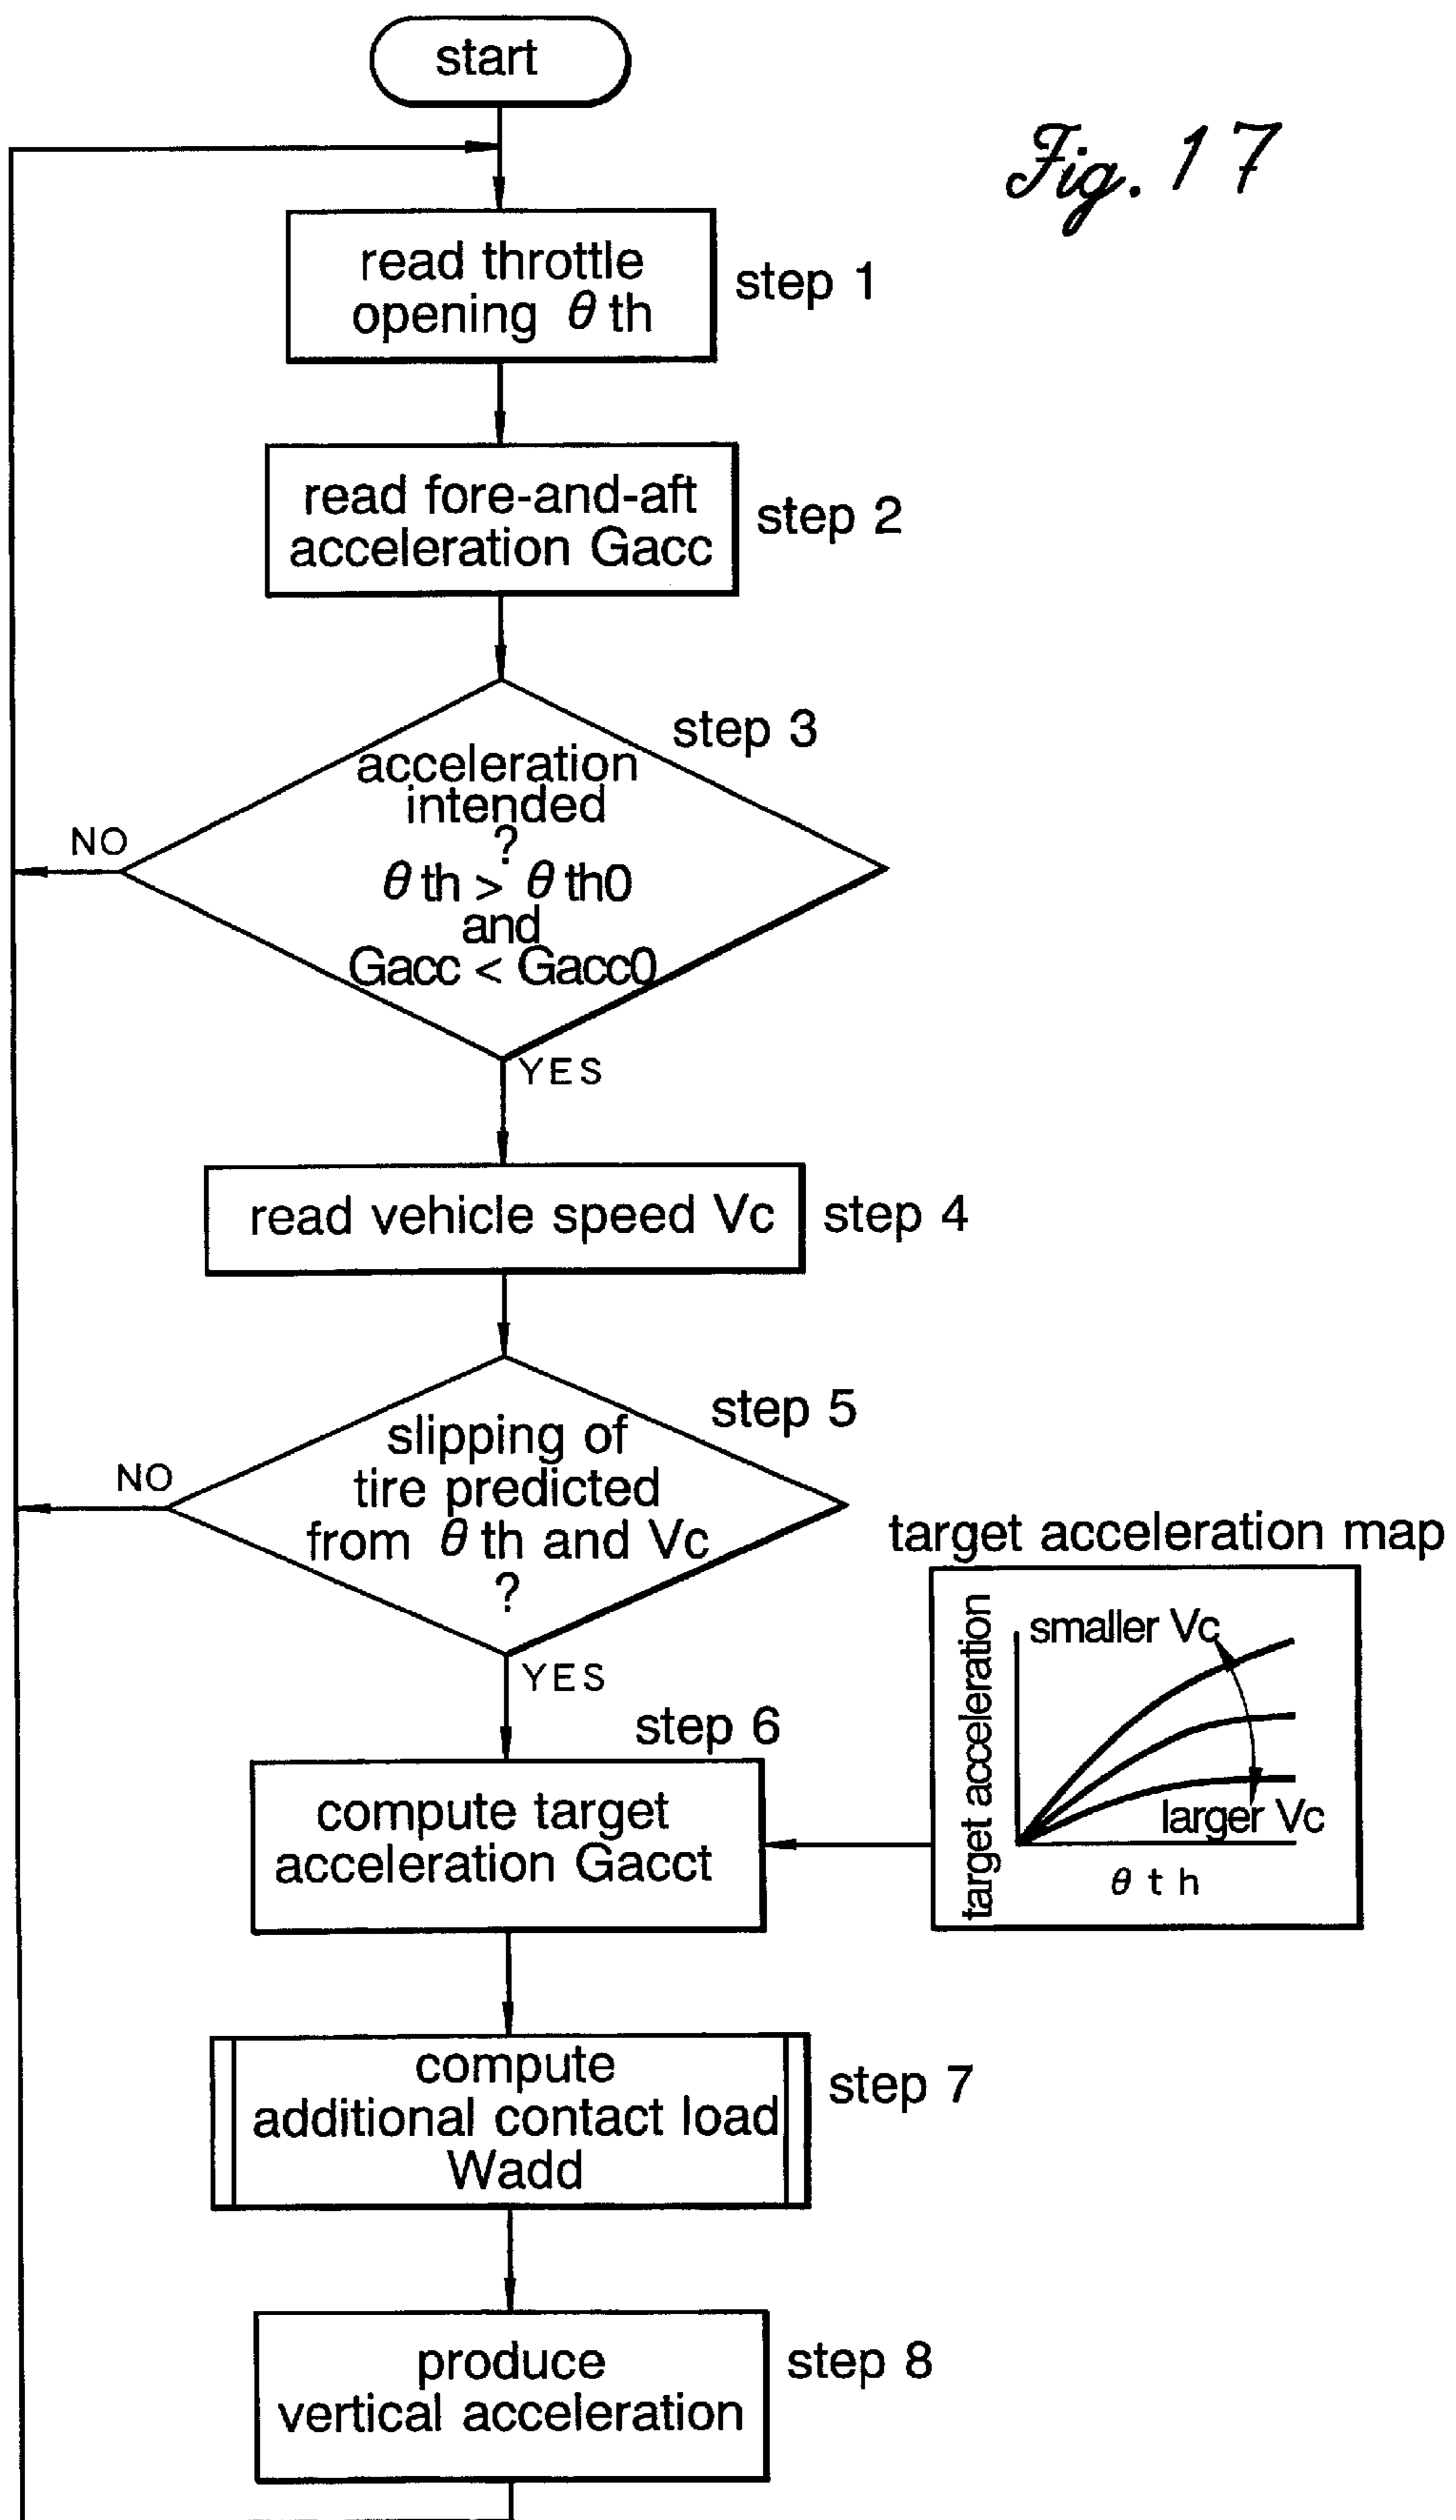 start
Fig. 17
read throttle
opening θth
step 1
read fore-and-aft
acceleration Gacc
step 2
step 3
acceleration
intended
?
θth > θth0
and
Gacc < Gacc0
NO
YES
read vehicle speed Vc
step 4
step 5
slipping of
tire predicted
from θth and Vc
?
NO
YES
target acceleration map
target acceleration
smaller Vc
larger Vc
θth
step 6
compute target
acceleration Gacct
compute
additional contact load
Wadd
step 7
produce
vertical acceleration
step 8